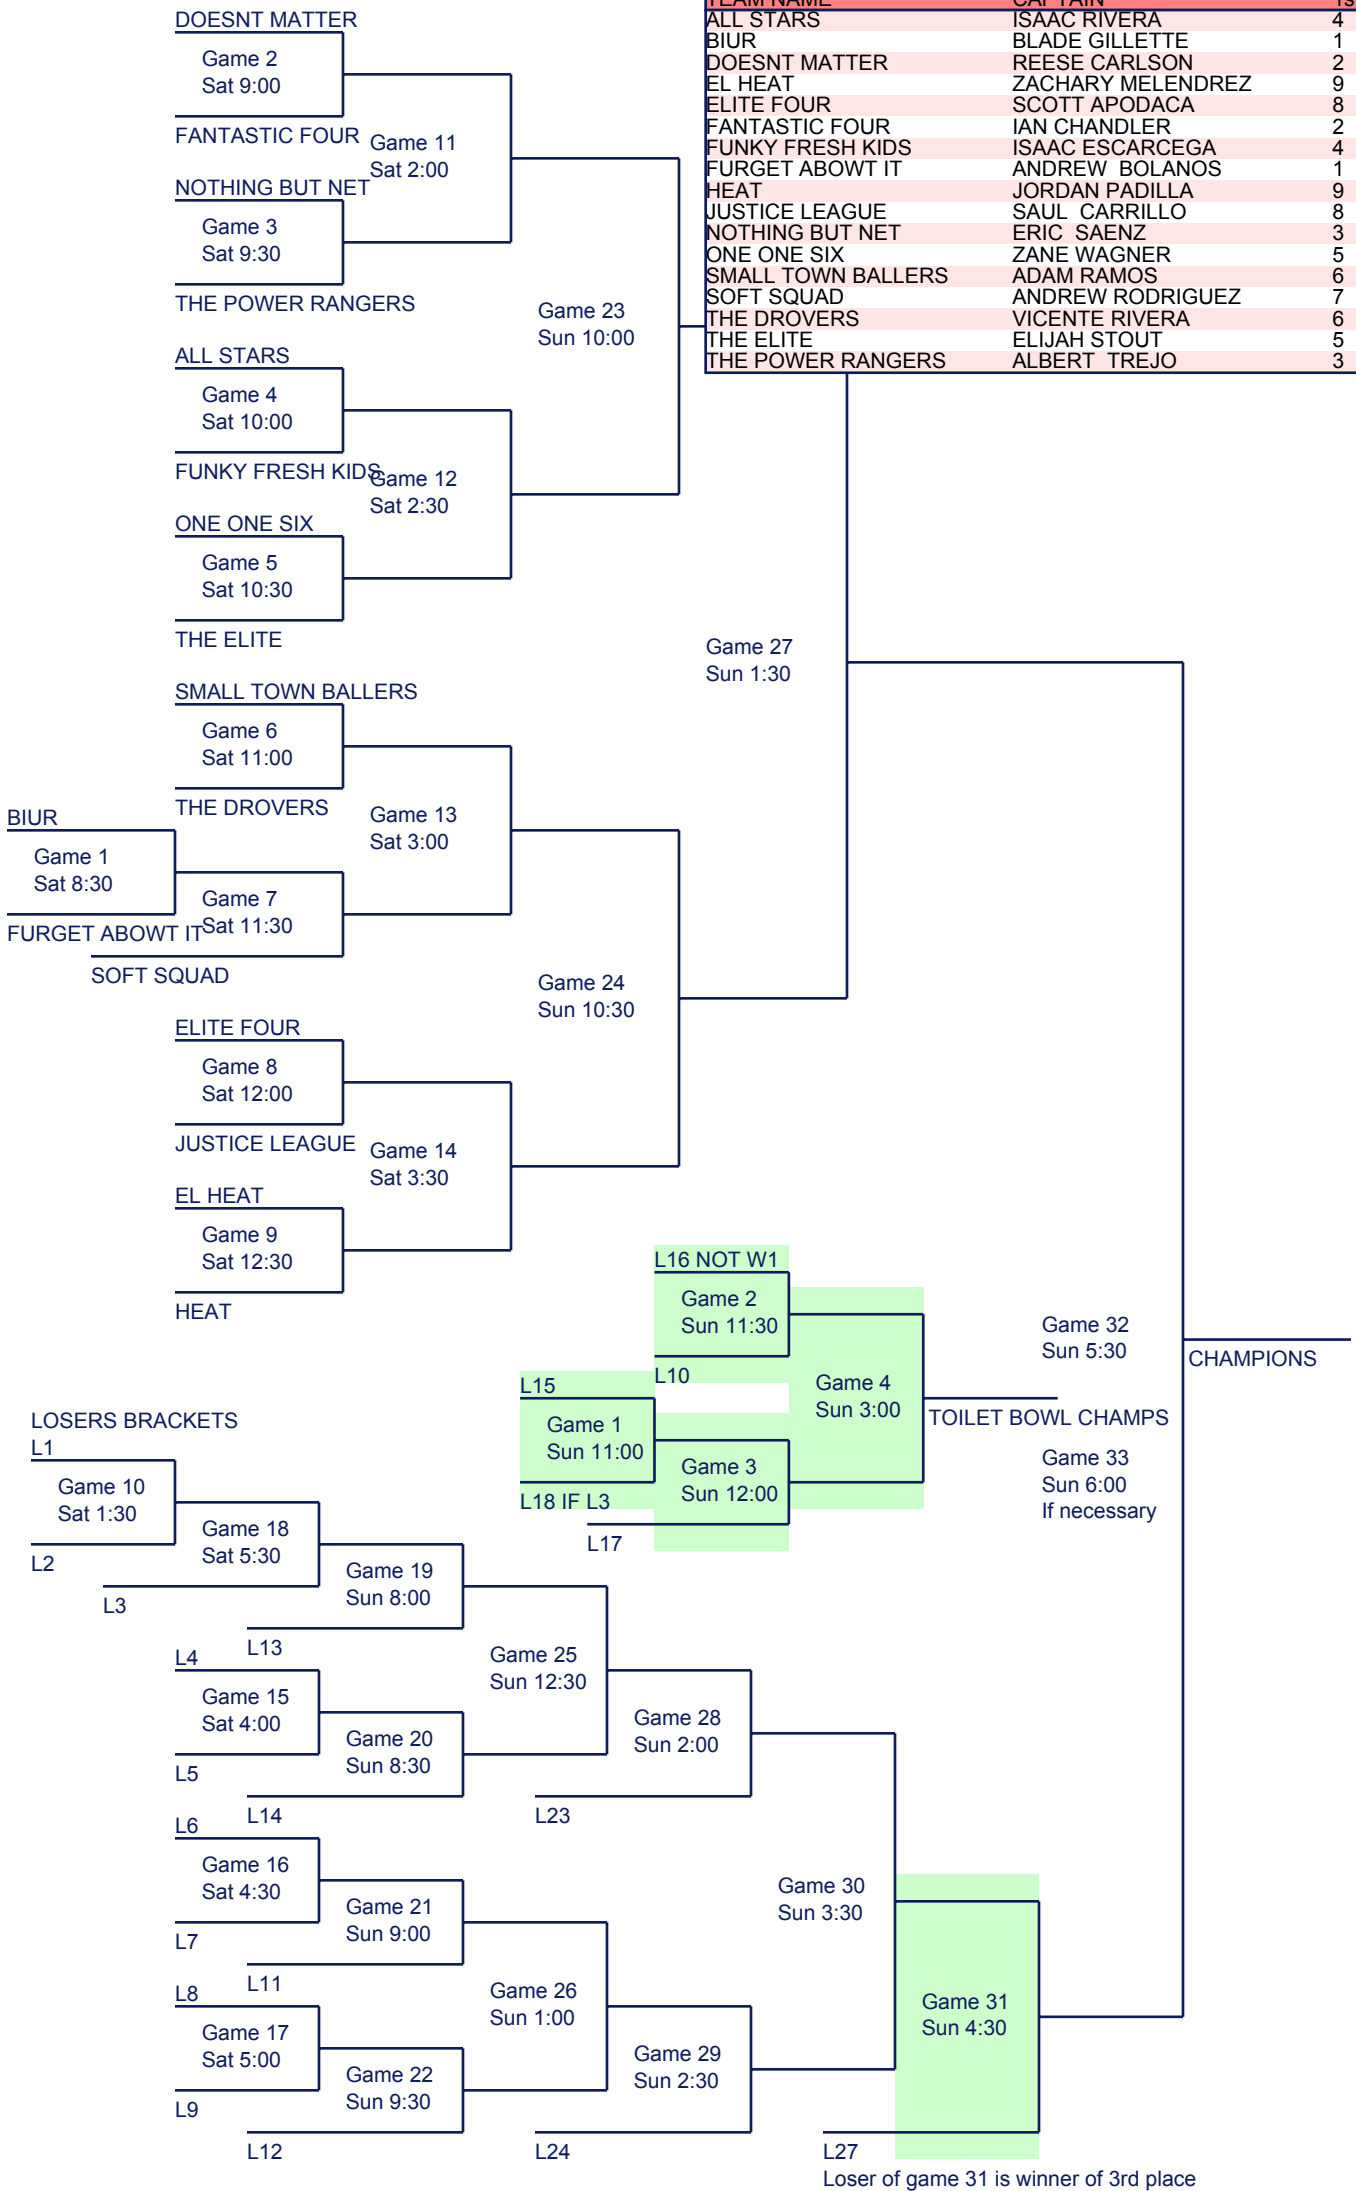 TEAM NAME CAPTAIN
ALL STARS ISAAC RIVERA 4
BIUR BLADE GILLETTE 1
DOESNT MATTER REESE CARLSON 2
EL HEAT ZACHARY MELENDREZ 9
ELITE FOUR SCOTT APODACA 8
FANTASTIC FOUR IAN CHANDLER 2
FUNKY FRESH KIDS ISAAC ESCARCEGA 4
FURGET ABOWT IT ANDREW BOLANOS 1
HEAT JORDAN PADILLA 9
JUSTICE LEAGUE SAUL CARRILLO 8
NOTHING BUT NET ERIC SAENZ 3
ONE ONE SIX ZANE WAGNER 5
SMALL TOWN BALLERS ADAM RAMOS 6
SOFT SQUAD ANDREW RODRIGUEZ 7
THE DROVERS VICENTE RIVERA 6
THE ELITE ELIJAH STOUT 5
THE POWER RANGERS ALBERT TREJO 3
DOESNT MATTER
Game 2
Sat 9:00
FANTASTIC FOUR
Game 11
Sat 2:00
NOTHING BUT NET
Game 3
Sat 9:30
THE POWER RANGERS
Game 23
Sun 10:00
ALL STARS
Game 4
Sat 10:00
FUNKY FRESH KIDS
Game 12
Sat 2:30
ONE ONE SIX
Game 5
Sat 10:30
THE ELITE
Game 27
Sun 1:30
SMALL TOWN BALLERS
Game 6
Sat 11:00
THE DROVERS
Game 13
Sat 3:00
BIUR
Game 1
Sat 8:30
FURGET ABOWT IT
Game 7
Sat 11:30
SOFT SQUAD
Game 24
Sun 10:30
ELITE FOUR
Game 8
Sat 12:00
JUSTICE LEAGUE
Game 14
Sat 3:30
EL HEAT
Game 9
Sat 12:30
HEAT
L16 NOT W1
Game 2
Sun 11:30
L10
L15
Game 1
Sun 11:00
L18 IF L3
Game 3
Sun 12:00
L17
Game 4
Sun 3:00
TOILET BOWL CHAMPS
Game 32
Sun 5:30
CHAMPIONS
Game 33
Sun 6:00
If necessary
LOSERS BRACKETS
L1
Game 10
Sat 1:30
L2
Game 18
Sat 5:30
L3
Game 19
Sun 8:00
L13
Game 25
Sun 12:30
L4
Game 15
Sat 4:00
L5
Game 20
Sun 8:30
L14
Game 28
Sun 2:00
L23
L6
Game 16
Sat 4:30
L7
Game 21
Sun 9:00
L11
Game 30
Sun 3:30
L8
Game 17
Sat 5:00
L9
Game 26
Sun 1:00
Game 22
Sun 9:30
L12
Game 29
Sun 2:30
L24
Game 31
Sun 4:30
L27
Loser of game 31 is winner of 3rd place